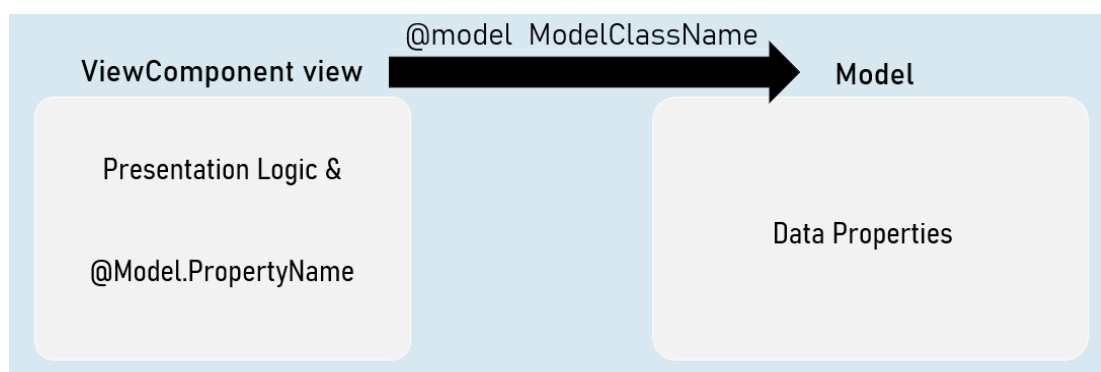 @model ModelClassName
ViewComponent view
Model
Presentation Logic &
@Model.PropertyName
Data Properties